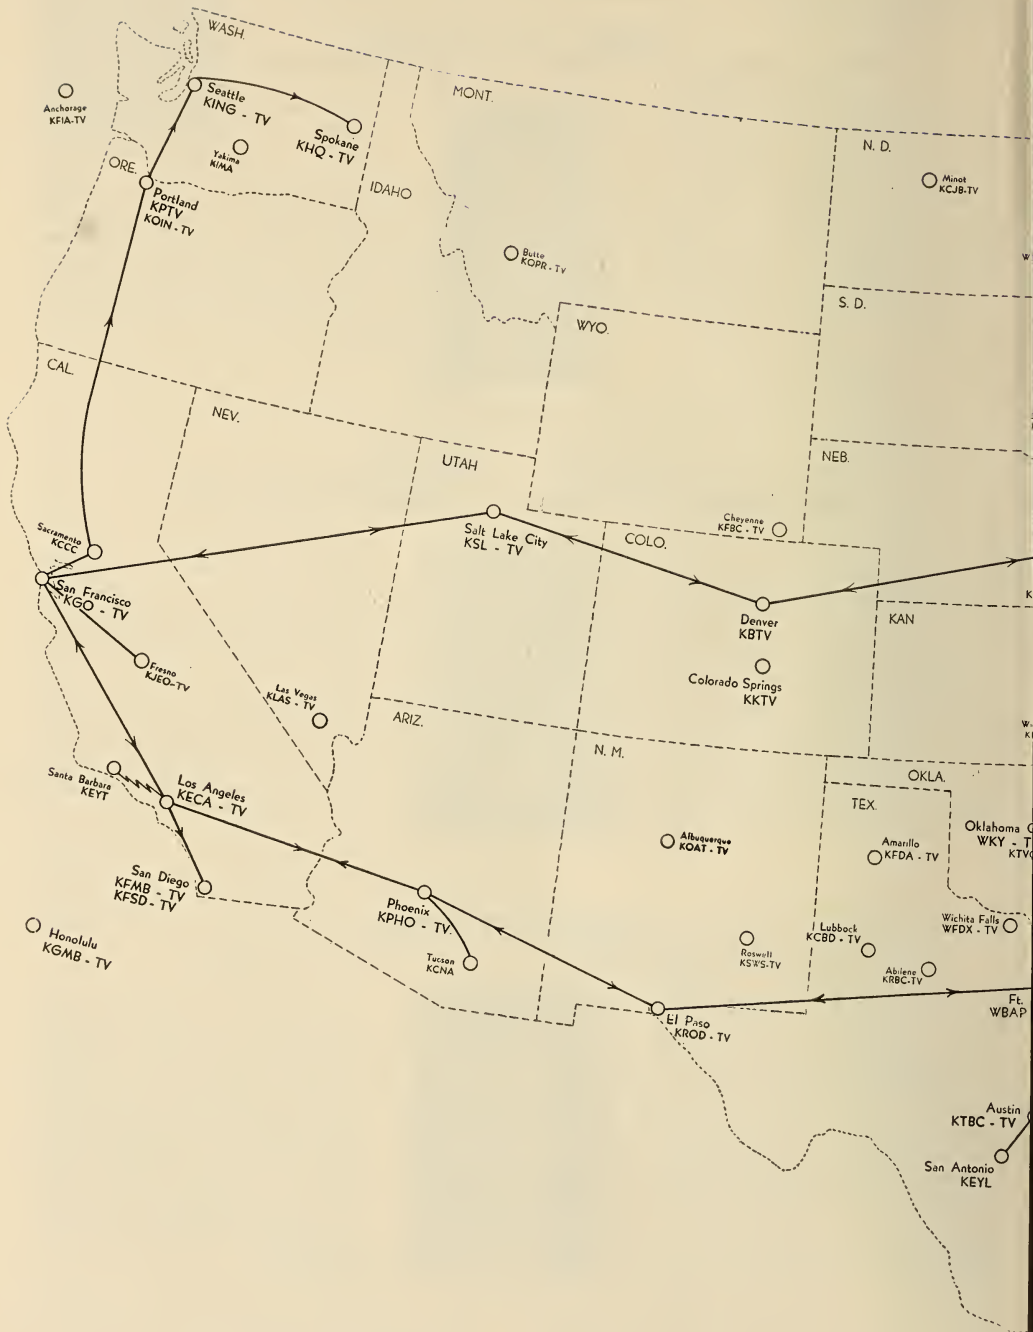 WASH.
Anchorage
KFIA-TV
Seattle
KING - TV
Spokane
KHQ - TV
Yakima
KIMA
ORE.
Portland
KPTV
KOIN - TV
IDAHO
MONT.
Butte
KOPR - TV
N. D.
Minot
KCJB-TV
W
S. D.
WYO.
CAL.
NEV.
UTAH
NEB.
Sacramento
KCCC
San Francisco
KGO - TV
Fresno
KJEO-TV
Salt Lake City
KSL - TV
COLO.
Cheyenne
KFBC - TV
Denver
KBTV
Colorado Springs
KKTV
KAN
K
Las Vegas
KLAS - TV
ARIZ.
N. M.
Santa Barbara
KEYT
Los Angeles
KECA - TV
San Diego
KFMB - TV
KFSD - TV
Honolulu
KGMB - TV
Phoenix
KPHO - TV.
Tucson
KCNA
Albuquerque
KOAT - TV
Roswell
KSWS-TV
El Paso
KROD - TV
OKLA.
TEX.
Amarillo
KFDA - TV
Oklahoma
WKY - T
KTV
Wichita Falls
WFDX - TV
Lubbock
KCBD - TV
Abilene
KRBC-TV
Ft.
WBAP
Austin
KTBC - TV
San Antonio
KEYL